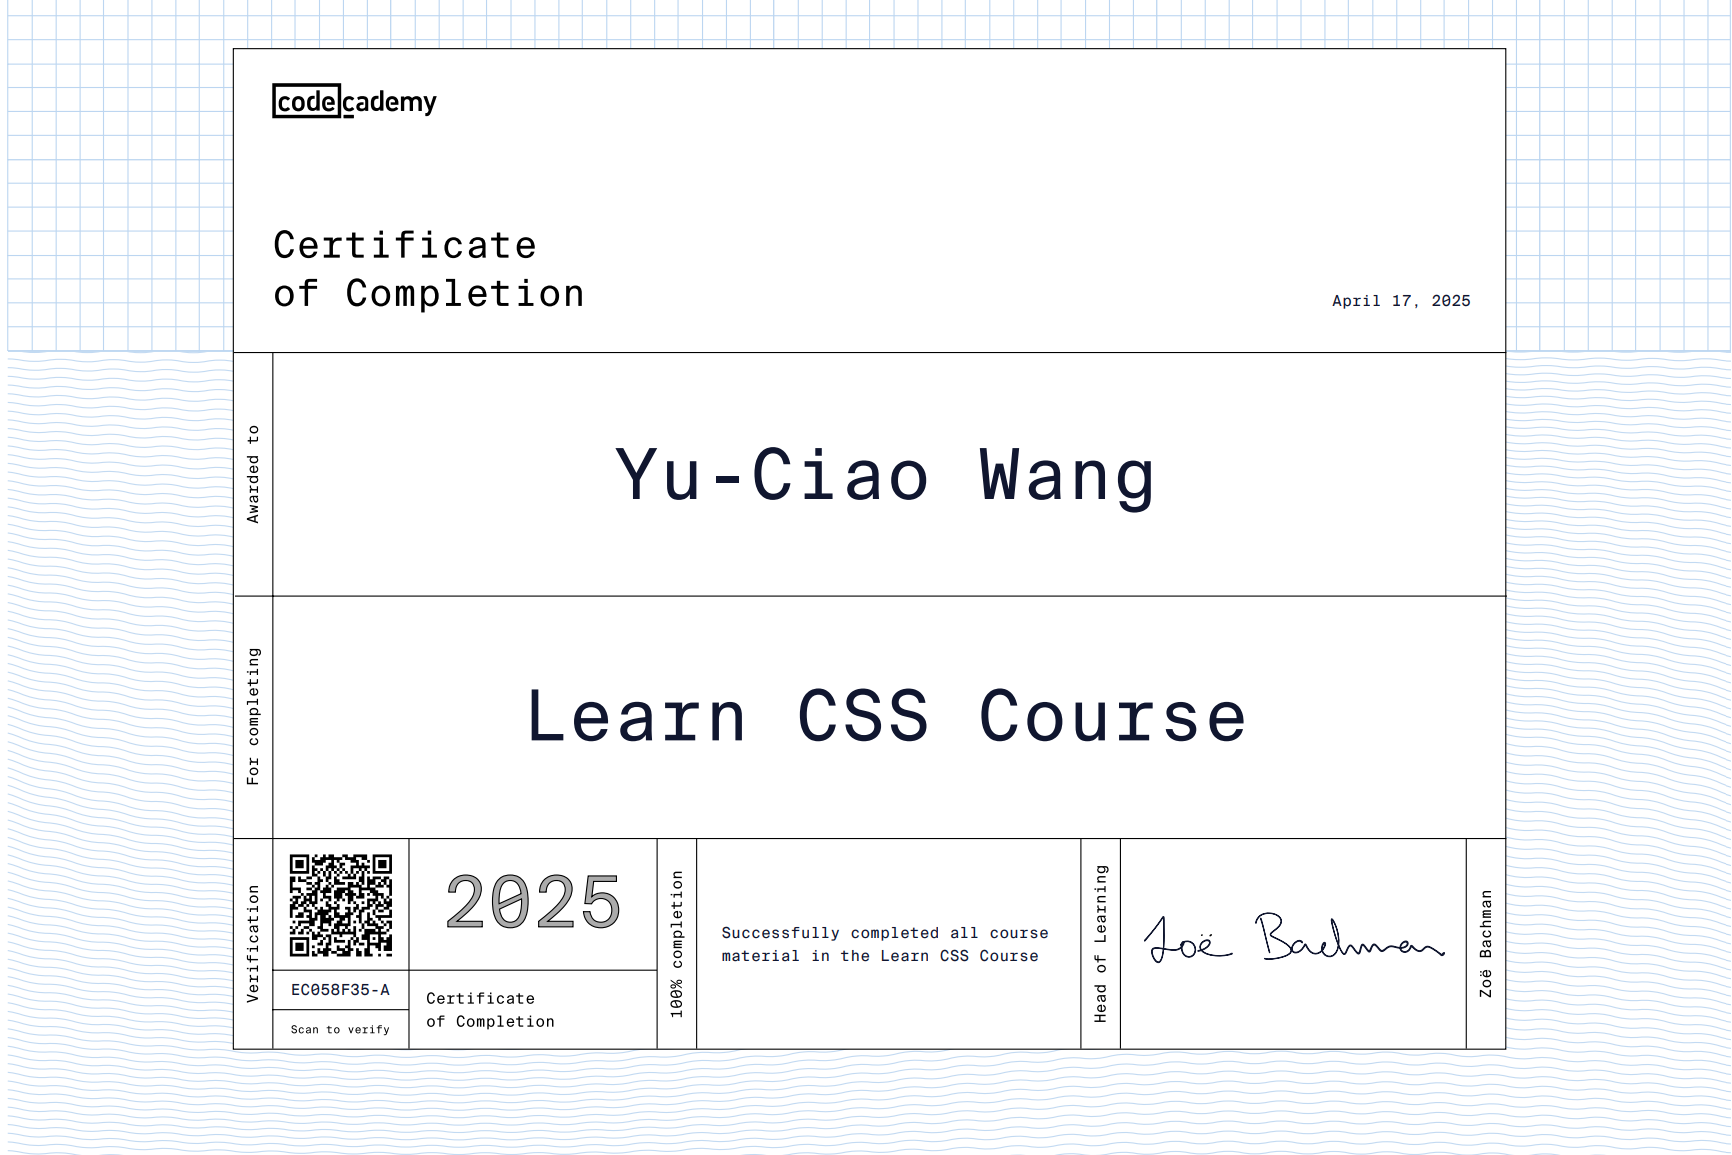 codecademy
Certificate
of Completion
April 17, 2025
Awarded to
Yu-Ciao Wang
For completing
Learn CSS Course
Verification
EC058F35-A
Scan to verify
2025
Certificate
of Completion
100% completion
Successfully completed all course
material in the Learn CSS Course
Head of Learning
Zoë Bachman
Zoë Bachman